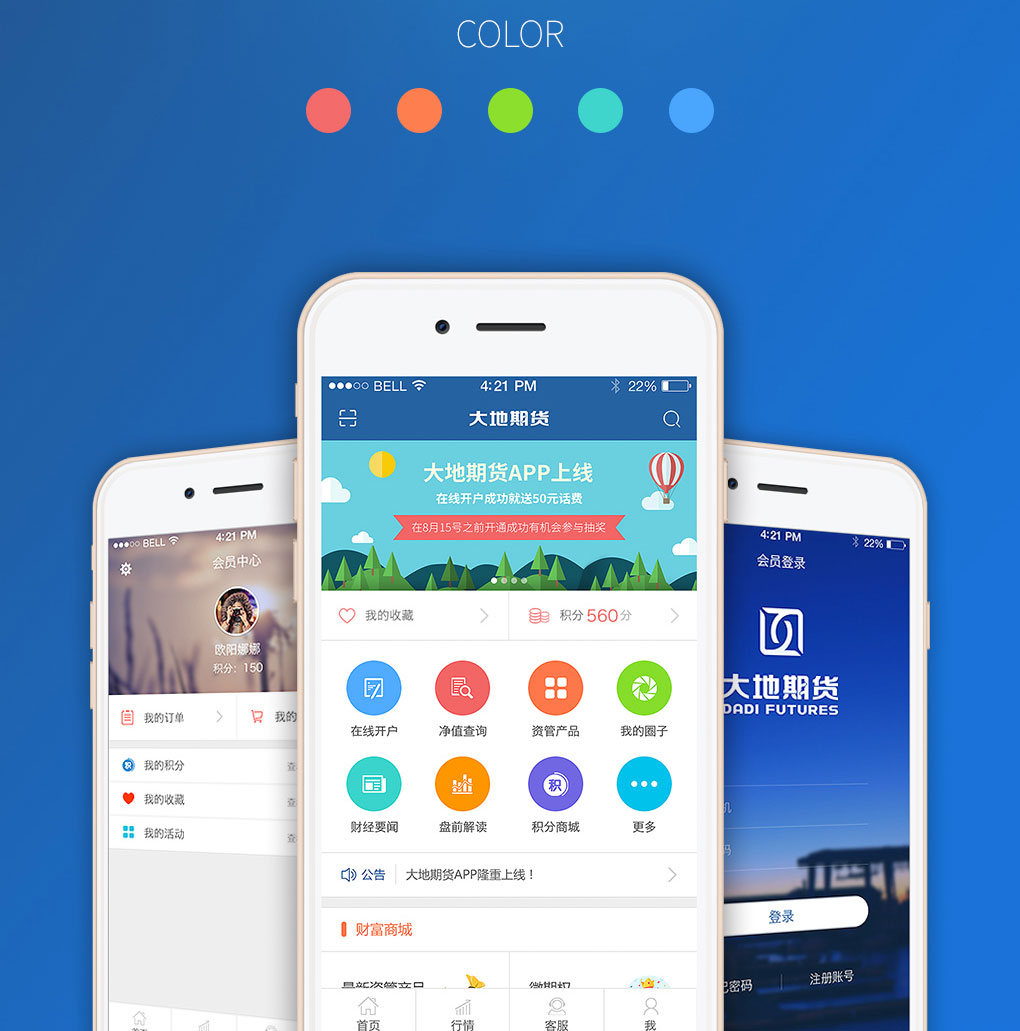 COLOR
BELL 4:21 PM 22%
大地期货
大地期货APP上线
在线开户成功就送50元话费
在8月15号之前开通成功有机会参与抽奖
我的收藏 积分 560 分
在线开户 净值查询 资管产品 我的圈子
积
财经要闻 盘前解读 积分商城 更多
公告 大地期货APP隆重上线！
财富商城
最新资管产品 微期权
首页 行情 客服 我
BELL 4:21 PM
会员中心
欧阳娜娜
积分：150
我的订单 我的
我的积分
我的收藏
我的活动
4:21 PM 22%
会员登录
大地期货
DADI FUTURES
机
码
登录
密码 注册账号